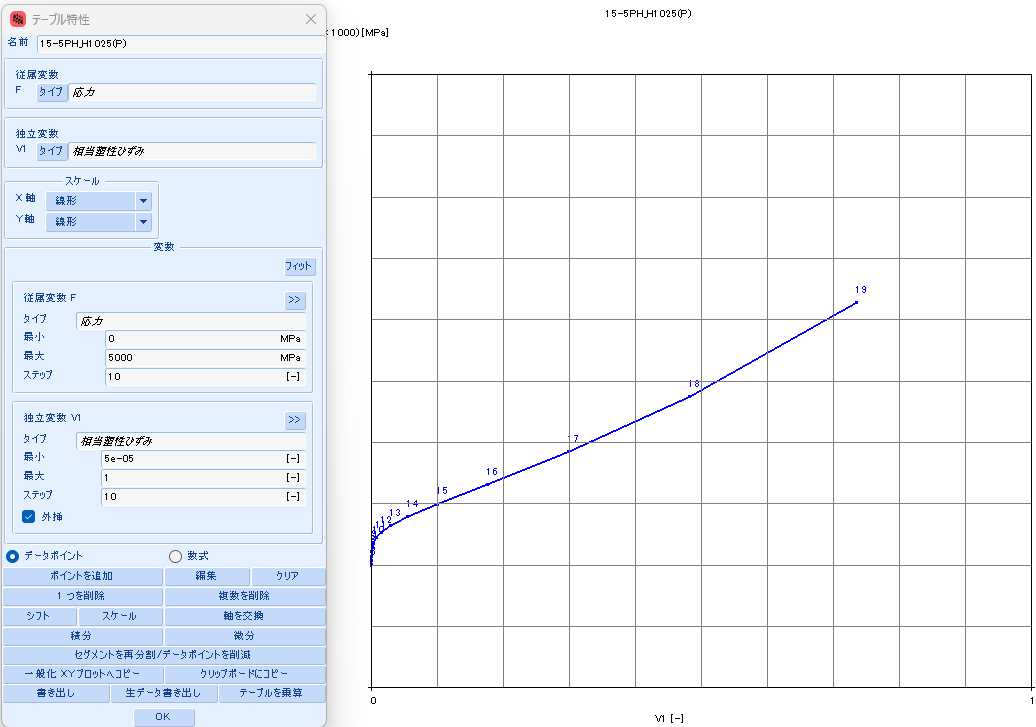 テーブル特性
名前 15-5PH_H1025(P)
従属変数
F タイプ 応力
独立変数
V1 タイプ 相当塑性ひずみ
スケール
X 軸 線形
Y 軸 線形
変数
フィット
従属変数 F >>
タイプ 応力
最小 0 MPa
最大 5000 MPa
ステップ 10 [-]
独立変数 V1 >>
タイプ 相当塑性ひずみ
最小 5e-05 [-]
最大 1 [-]
ステップ 10 [-]
外挿
データポイント 数式
ポイントを追加 編集 クリア
1 つを削除 複数を削除
シフト スケール 軸を交換
積分 微分
セグメントを再分割/データポイントを削減
一般化 XYプロットへコピー クリップボードにコピー
書き出し 生データ書き出し テーブルを乗算
OK
15-5PH_H1025(P)
1000)[MPa]
19
18
17
16
15
14
13
12
11
0 1
V1 [-]